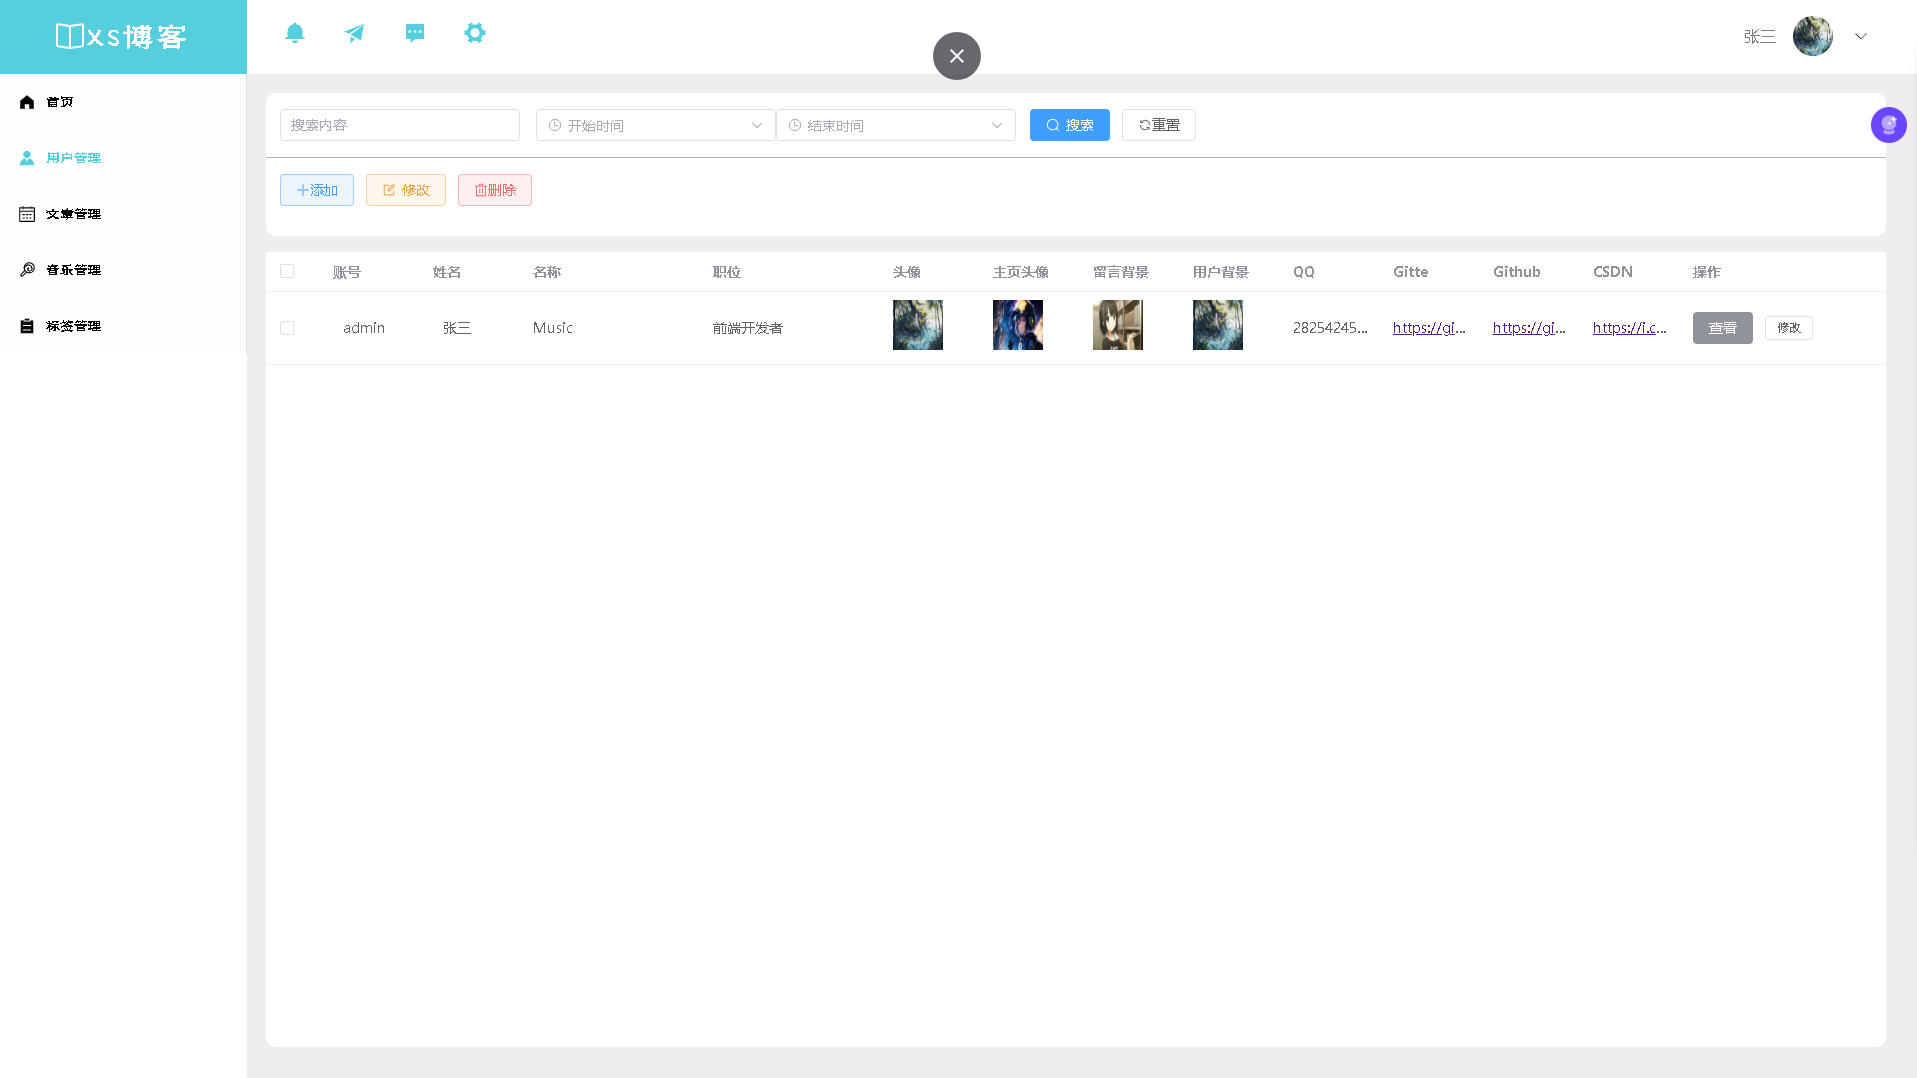 xs博客
张三
首页
用户管理
文章管理
音乐管理
标签管理
搜索内容 开始时间 结束时间 搜索 重置
添加 修改 删除
账号 姓名 名称 职位 头像 主页头像 留言背景 用户背景 QQ Gitte Github CSDN 操作
admin 张三 Music 前端开发者 28254245... https://gi... https://gi... https://i.c... 查看 修改